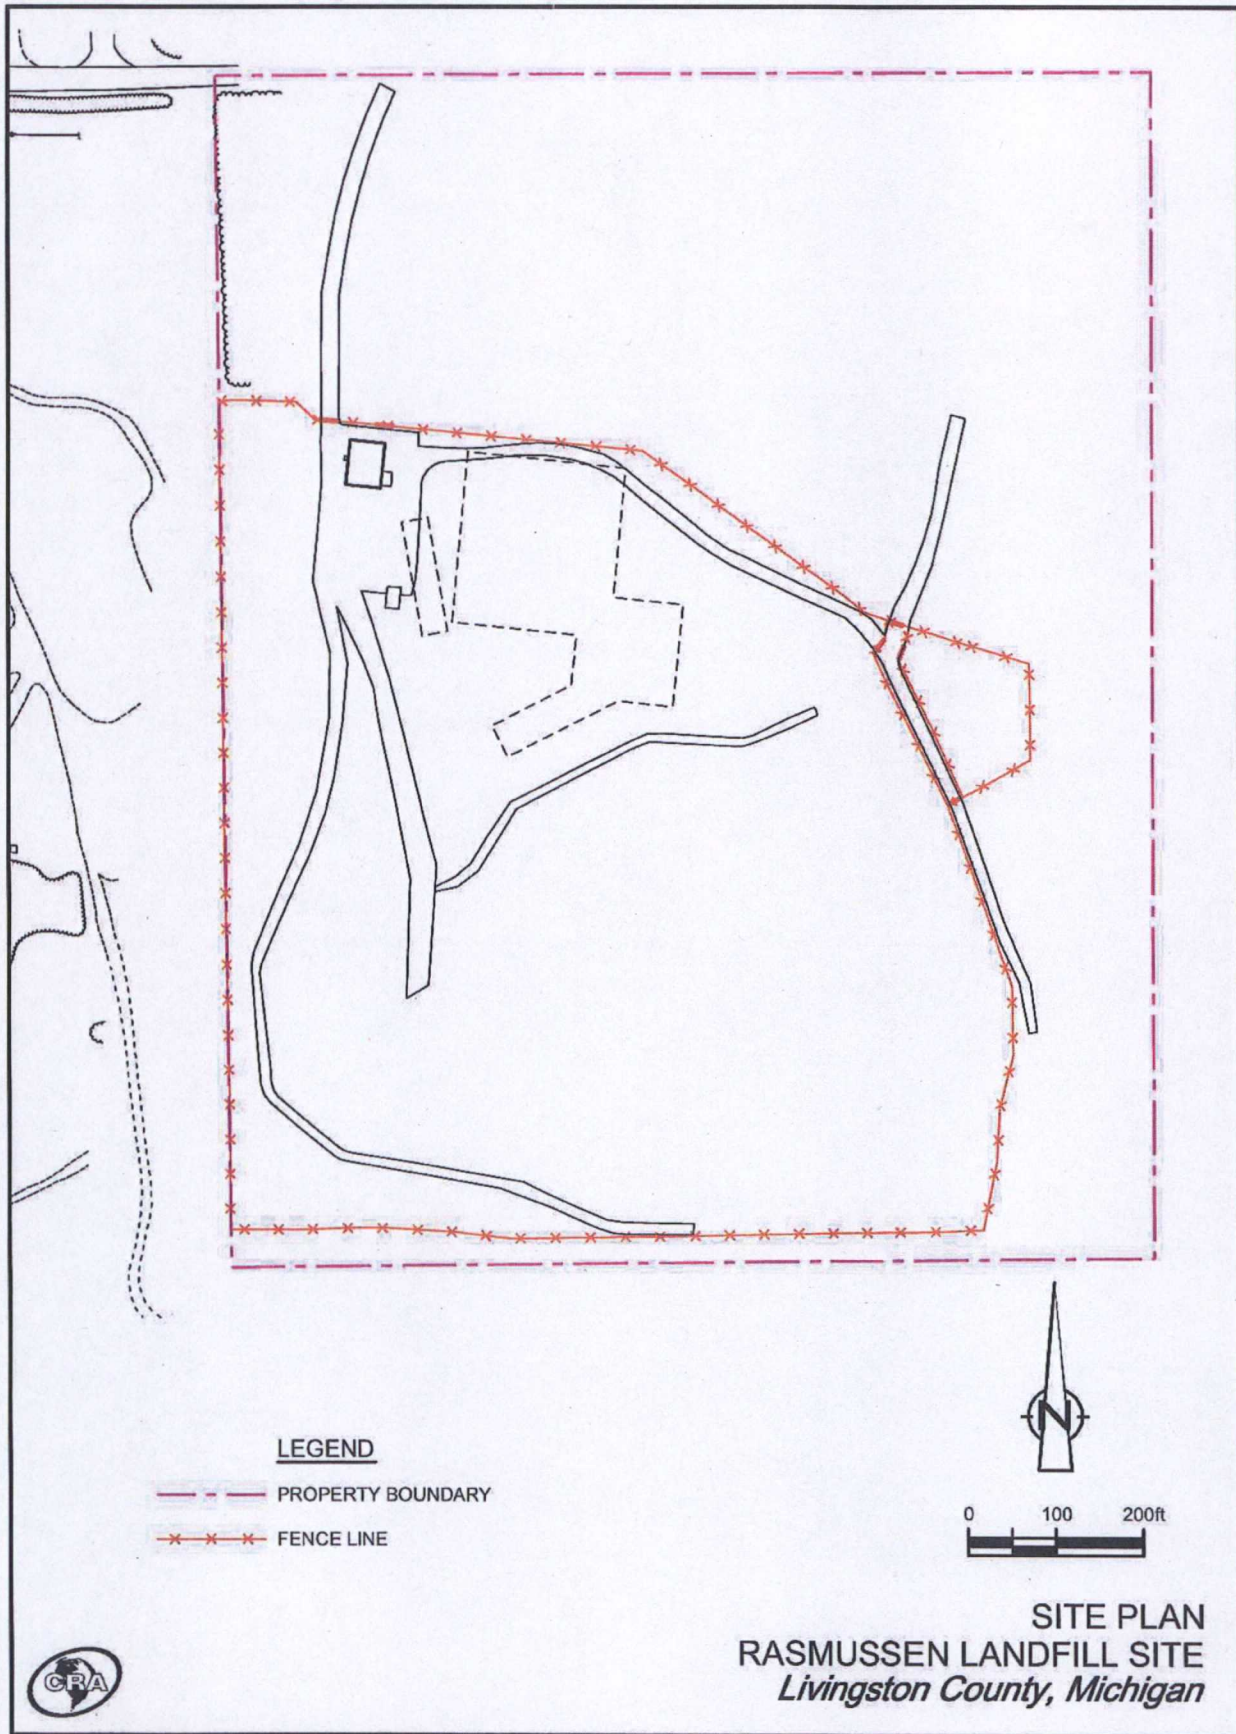 LEGEND
PROPERTY BOUNDARY
FENCE LINE
N
0 100 200ft
SITE PLAN
RASMUSSEN LANDFILL SITE
Livingston County, Michigan
CRA